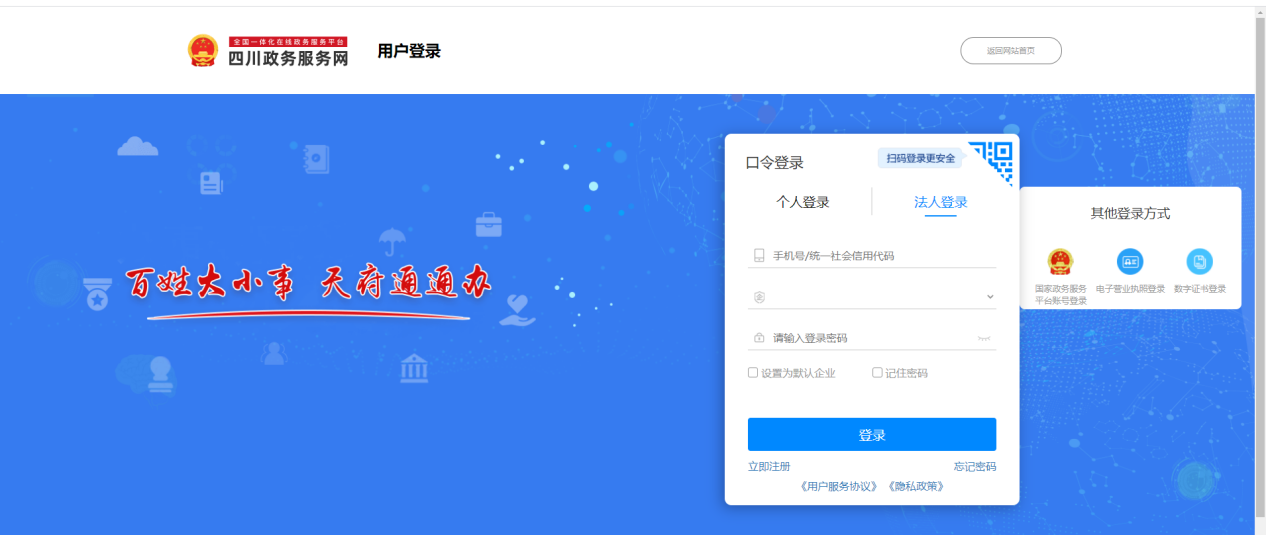 全国一体化在线政务服务平台
四川政务服务网
用户登录
返回网站首页
百姓大小事 天府通通办
口令登录
扫码登录更安全
个人登录
法人登录
手机号/统一社会信用代码
请输入登录密码
设置为默认企业
记住密码
登录
立即注册
忘记密码
《用户服务协议》《隐私政策》
其他登录方式
国家政务服务
平台账号登录
电子营业执照登录
数字证书登录